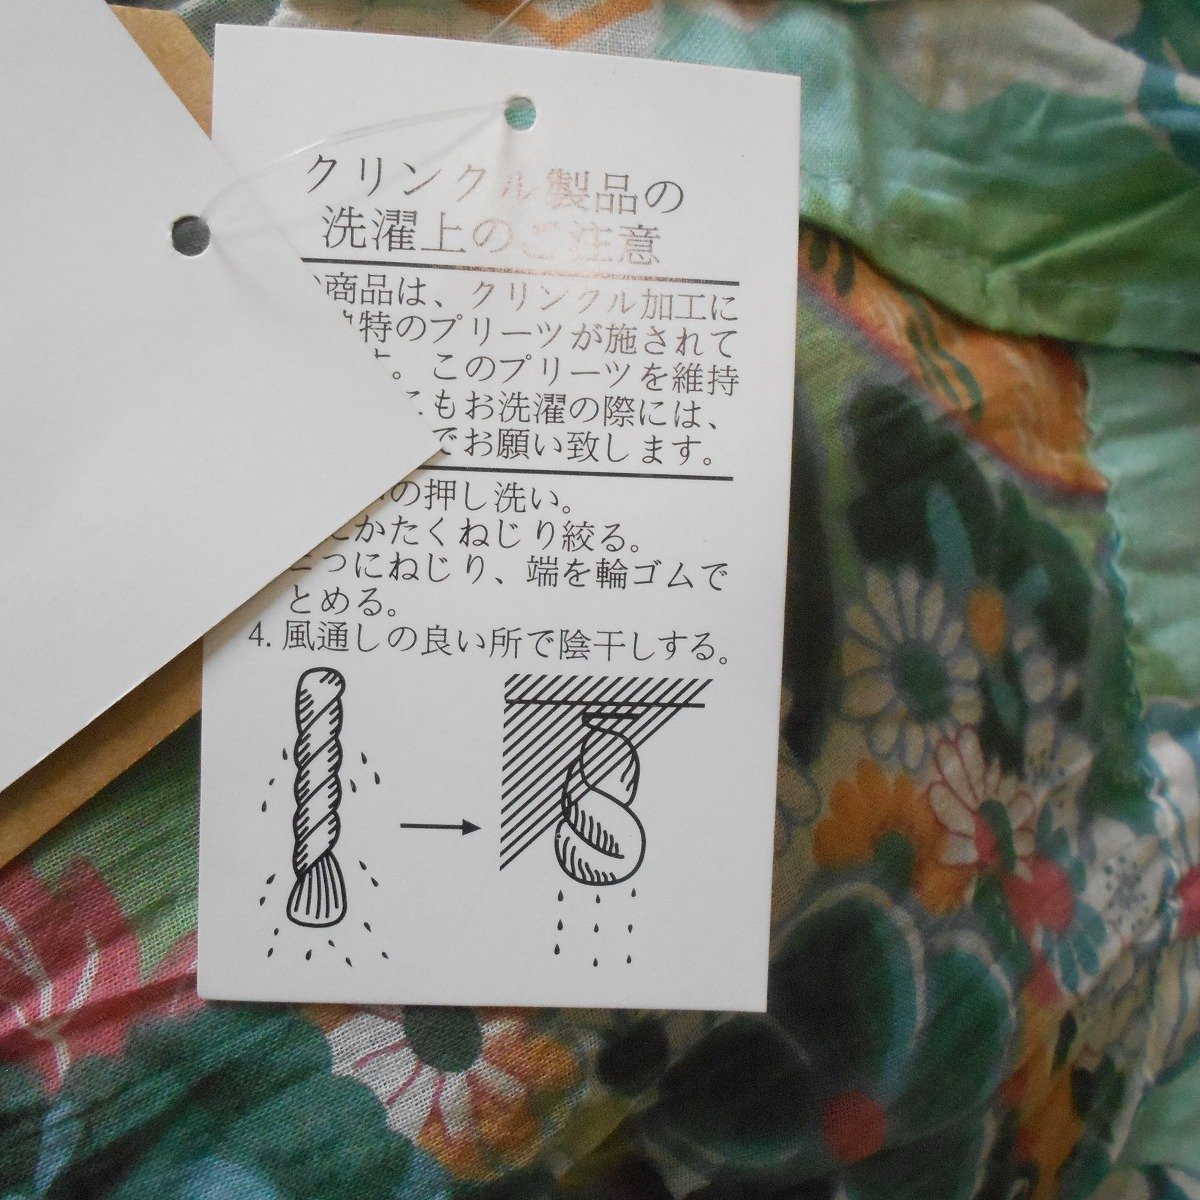 クリンクル製品の
洗濯上のご注意
商品は、クリンクル加工に
特のプリーツが施されて
。このプリーツを維持
もお洗濯の際には、
でお願い致します。
の押し洗い。
かたくねじり絞る。
つにねじり、端を輪ゴムで
とめる。
4. 風通しの良い所で陰干しする。